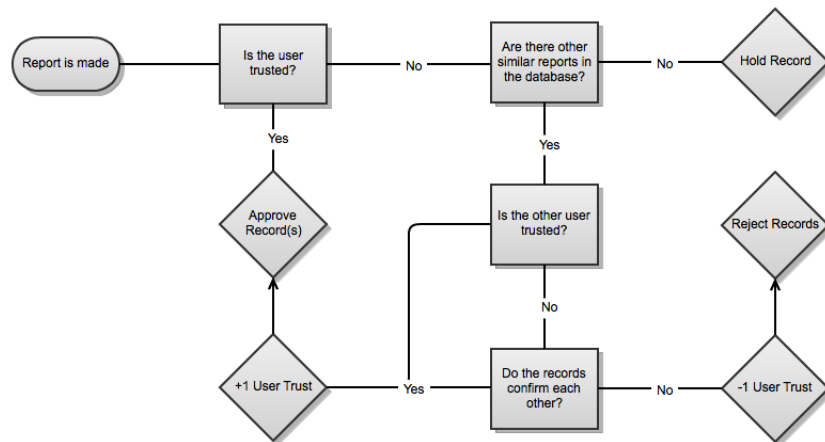 Report is made
Is the user
trusted?
No
Are there other
similar reports in
the database?
No
Hold Record
Yes
Yes
Approve
Record(s)
Is the other user
trusted?
Reject Records
No
+1 User Trust
Yes
Do the records
confirm each
other?
No
-1 User Trust